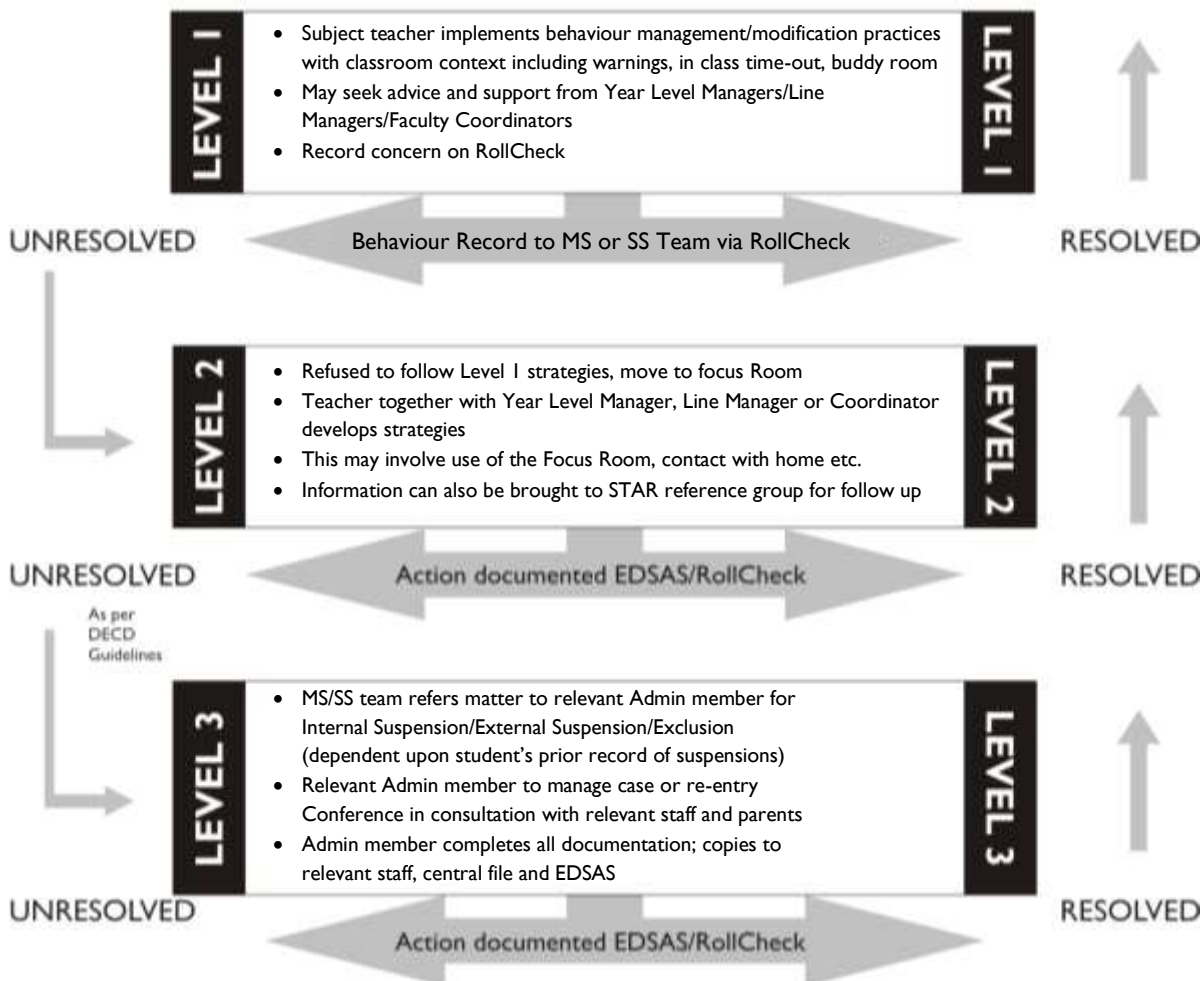 LEVEL 1
• Subject teacher implements behaviour management/modification practices
with classroom context including warnings, in class time-out, buddy room
• May seek advice and support from Year Level Managers/Line
Managers/Faculty Coordinators
• Record concern on RollCheck
LEVEL 1
UNRESOLVED
Behaviour Record to MS or SS Team via RollCheck
RESOLVED
LEVEL 2
• Refused to follow Level 1 strategies, move to focus Room
• Teacher together with Year Level Manager, Line Manager or Coordinator
develops strategies
• This may involve use of the Focus Room, contact with home etc.
• Information can also be brought to STAR reference group for follow up
LEVEL 2
UNRESOLVED
Action documented EDSAS/RollCheck
RESOLVED
As per
DECD
Guidelines
LEVEL 3
• MS/SS team refers matter to relevant Admin member for
Internal Suspension/External Suspension/Exclusion
(dependent upon student’s prior record of suspensions)
• Relevant Admin member to manage case or re-entry
Conference in consultation with relevant staff and parents
• Admin member completes all documentation; copies to
relevant staff, central file and EDSAS
LEVEL 3
UNRESOLVED
Action documented EDSAS/RollCheck
RESOLVED